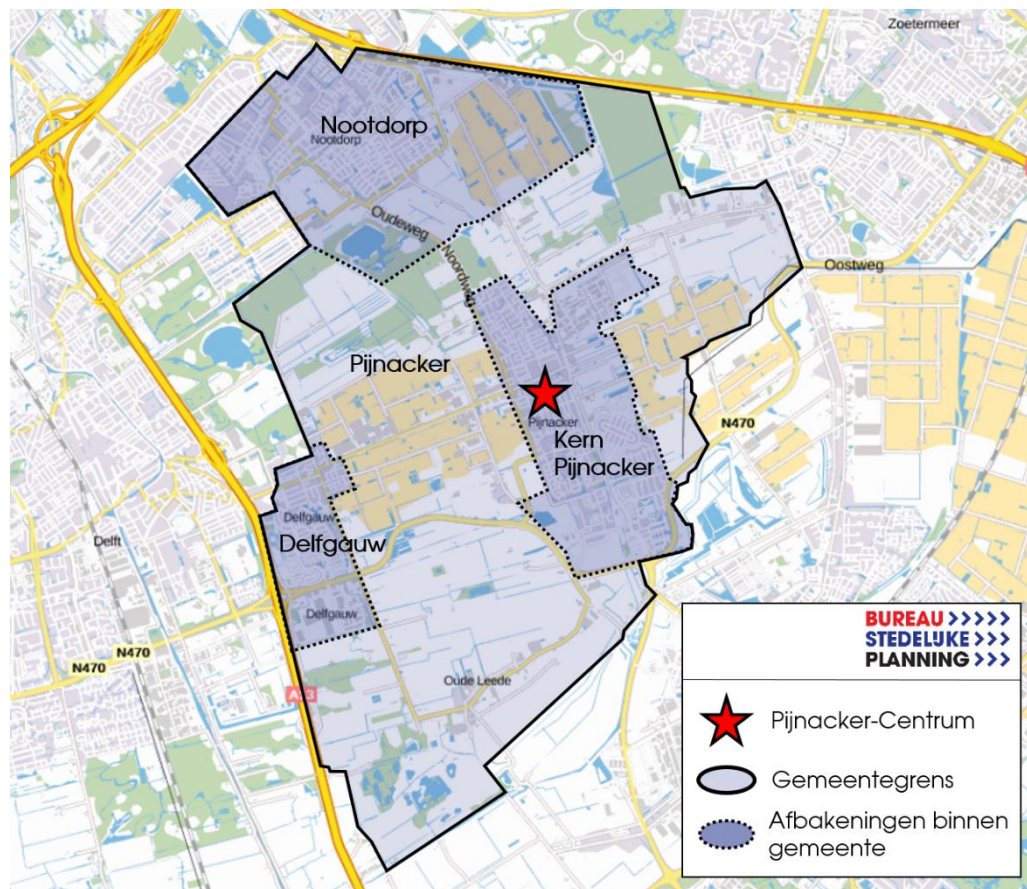 Zoetermeer
Nootdorp
Nootdorp
Oudeweg
Noordweg
Oostweg
Pijnacker
Pijnacker
Kern
Pijnacker
N470
Delfgauw
Delft
Delfgauw
Delfgauw
N470
Oude Leede
A13
BUREAU >>>>>
STEDELIJKE >>>
PLANNING >>>
Pijnacker-Centrum
Gemeentegrens
Afbakeningen binnen
gemeente